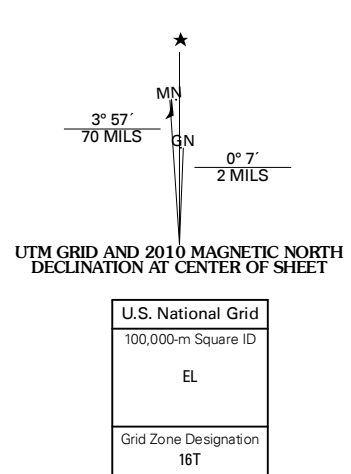 ★
MN
3° 57´
70 MILS
GN
0° 7´
2 MILS
UTM GRID AND 2010 MAGNETIC NORTH
DECLINATION AT CENTER OF SHEET
U.S. National Grid
100,000-m Square ID
EL
Grid Zone Designation
16T